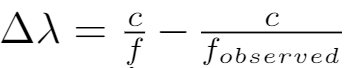 Δλ = c/f − c/f_observed